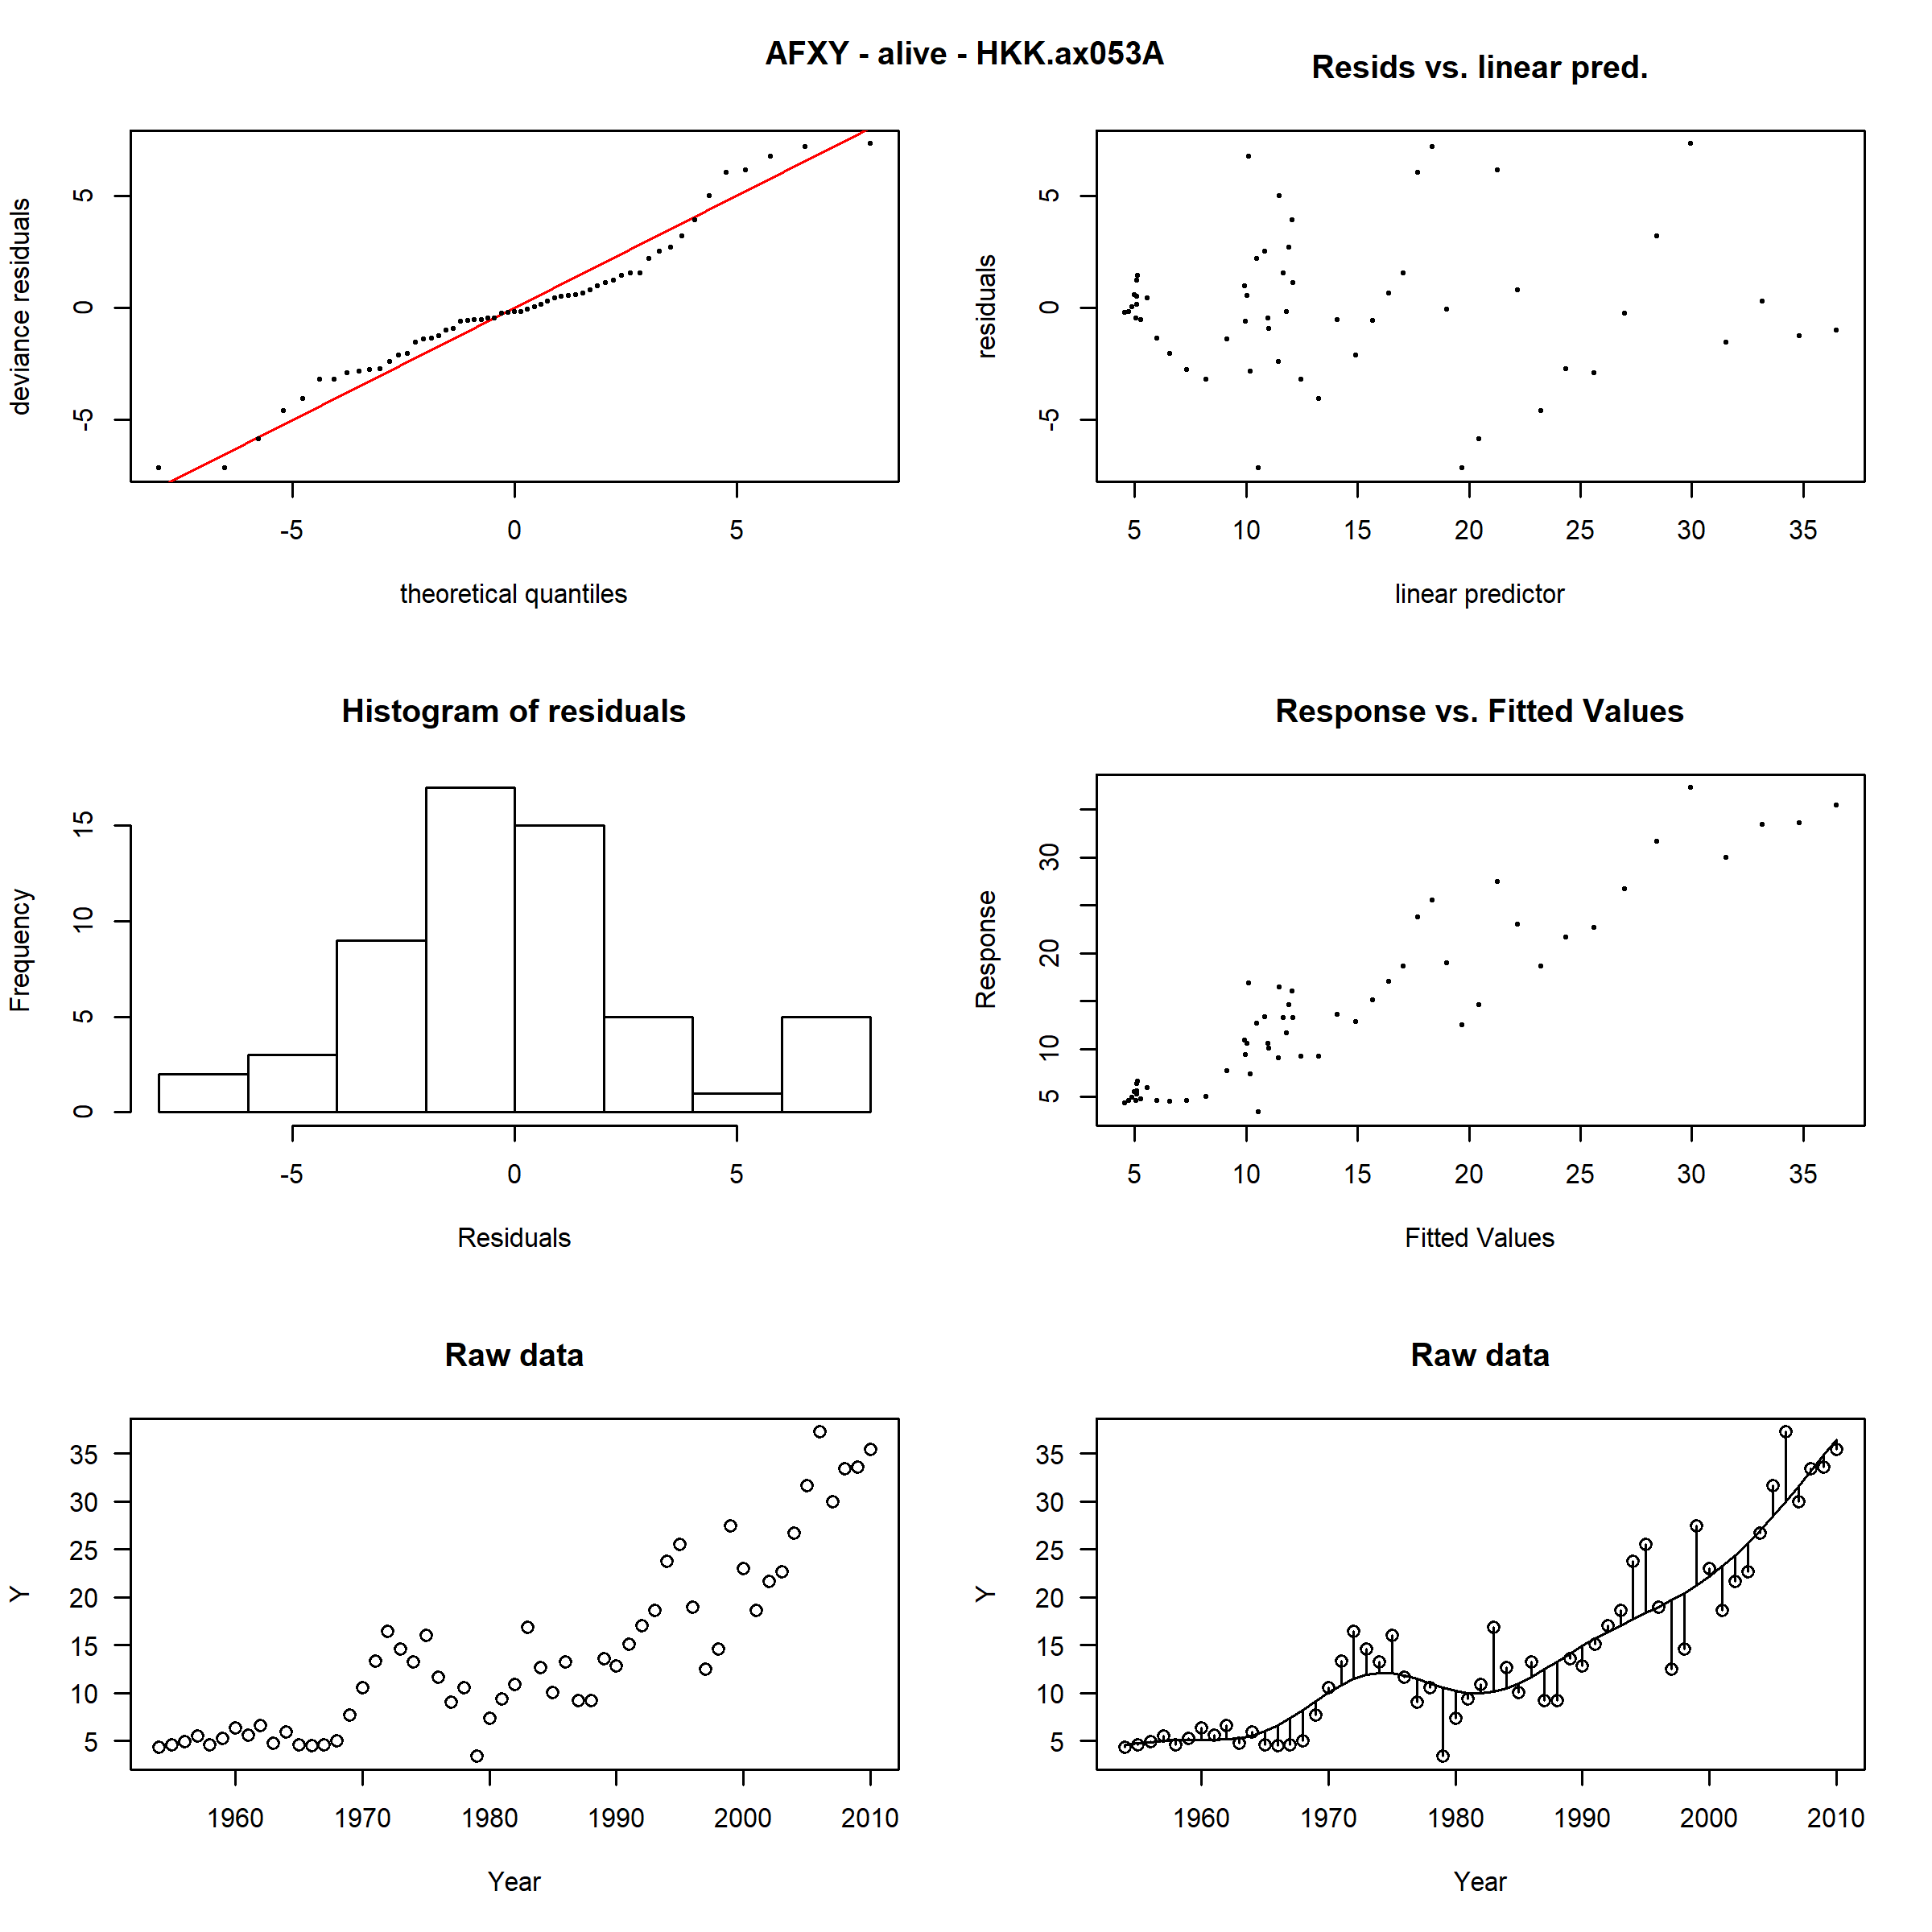 AFXY - alive - HKK.ax053A
Resids vs. linear pred.
deviance residuals
5
0
-5
-5 0 5
theoretical quantiles
residuals
5
0
-5
5 10 15 20 25 30 35
linear predictor
Histogram of residuals
Frequency
15
10
5
0
-5 0 5
Residuals
Response vs. Fitted Values
Response
30
20
10
5
5 10 15 20 25 30 35
Fitted Values
Raw data
Y
35
30
25
20
15
10
5
1960 1970 1980 1990 2000 2010
Year
Raw data
Y
35
30
25
20
15
10
5
1960 1970 1980 1990 2000 2010
Year